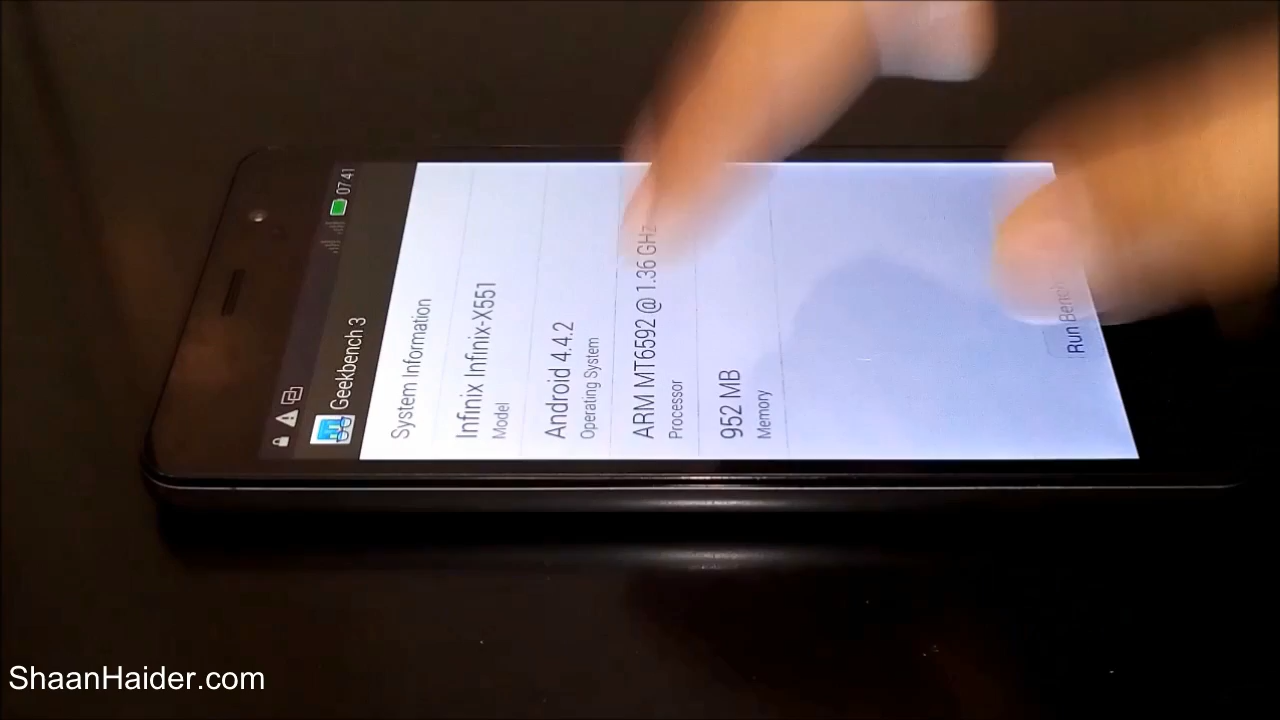 07:41
Geekbench 3
System Information
Infinix Infinix-X551
Model
Android 4.4.2
Operating System
ARM MT6592 @ 1.36 GHz
Processor
952 MB
Memory
Run
ShaanHaider.com